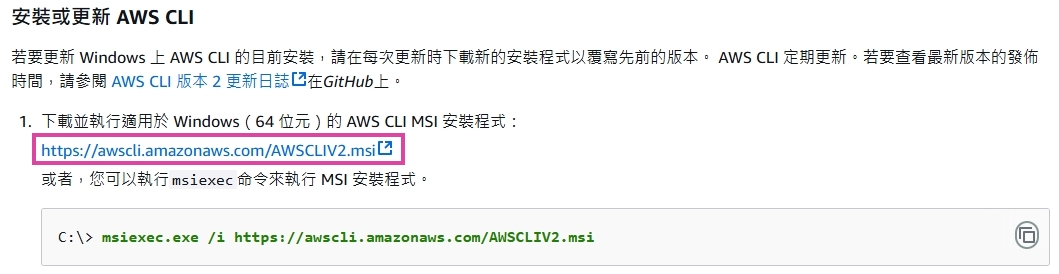 安裝或更新 AWS CLI
若要更新 Windows 上 AWS CLI 的目前安裝，請在每次更新時下載新的安裝程式以覆寫先前的版本。 AWS CLI 定期更新。若要查看最新版本的發佈
時間，請參閱 AWS CLI 版本 2 更新日誌在GitHub上。
1. 下載並執行適用於 Windows（64 位元）的 AWS CLI MSI 安裝程式：
https://awscli.amazonaws.com/AWSCLIV2.msi
或者，您可以執行msiexec命令來執行 MSI 安裝程式。
C:\> msiexec.exe /i https://awscli.amazonaws.com/AWSCLIV2.msi